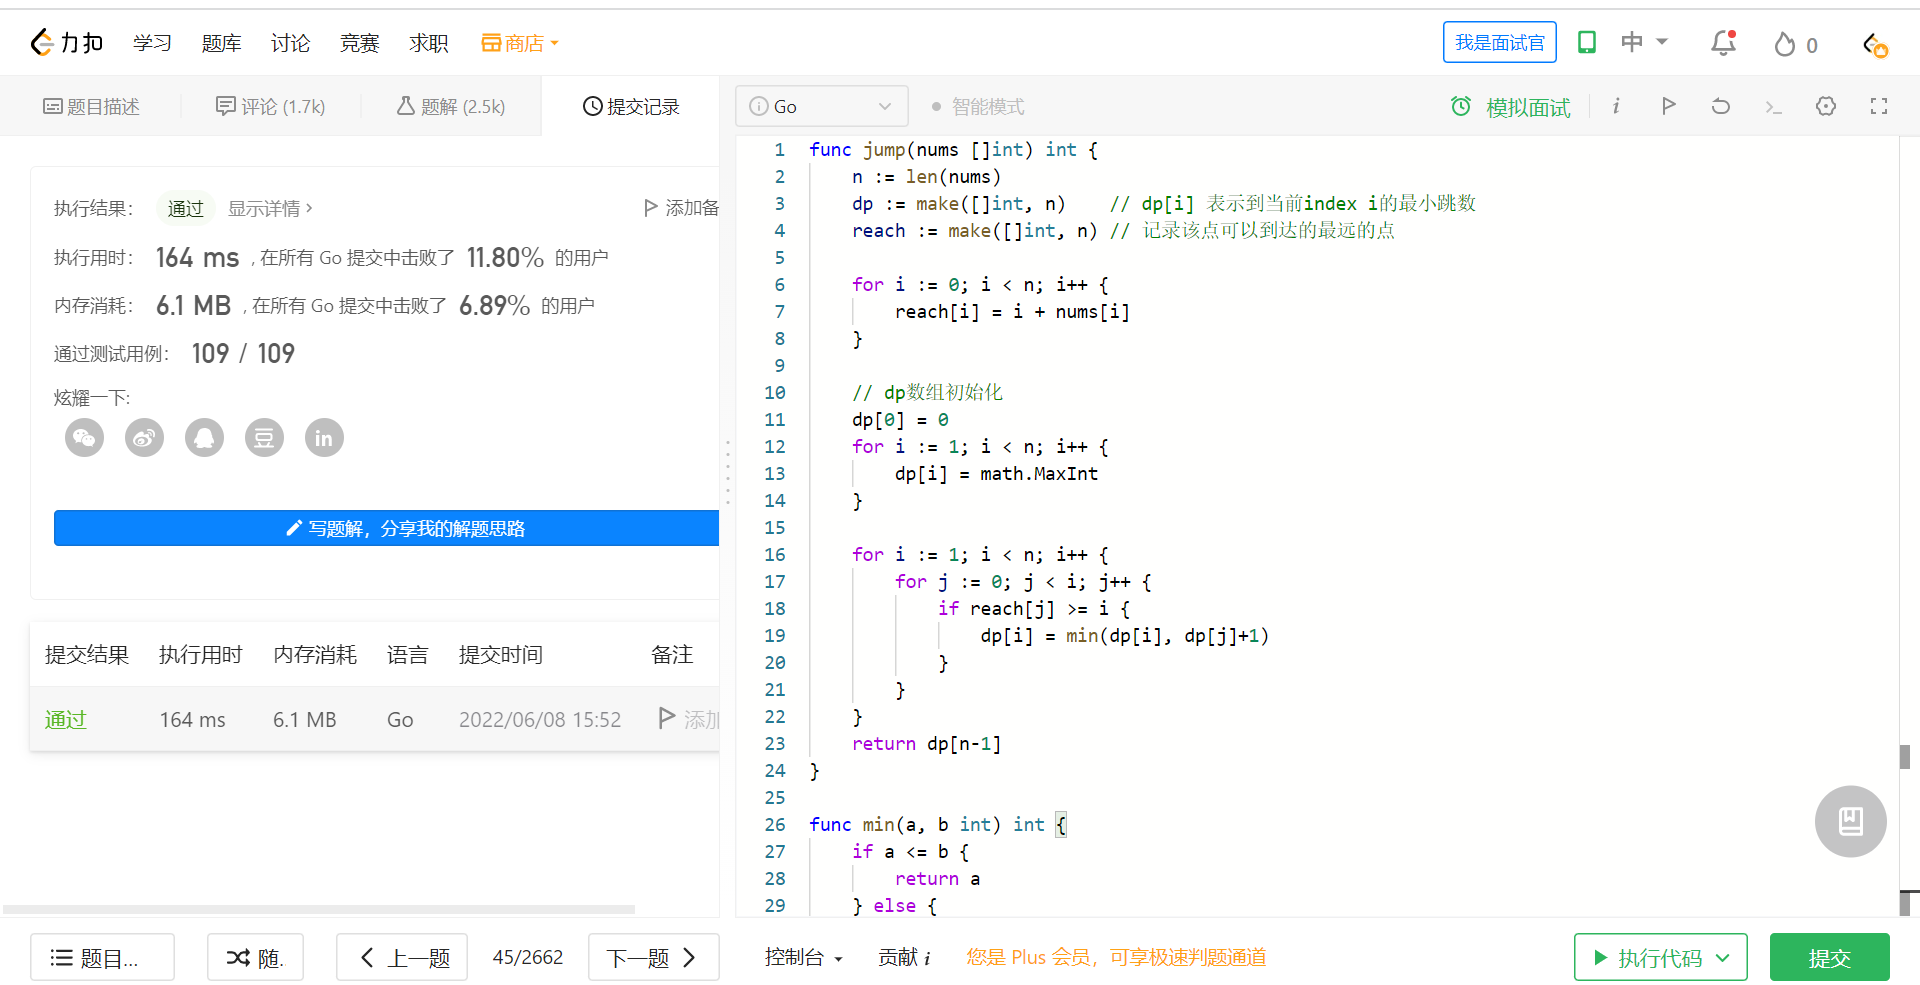 力扣 学习 题库 讨论 竞赛 求职 商店 我是面试官 中 0
题目描述 评论 (1.7k) 题解 (2.5k) 提交记录
执行结果： 通过 显示详情 添加备
执行用时： 164 ms , 在所有 Go 提交中击败了 11.80% 的用户
内存消耗： 6.1 MB , 在所有 Go 提交中击败了 6.89% 的用户
通过测试用例： 109 / 109
炫耀一下:
豆 in
写题解，分享我的解题思路
提交结果 执行用时 内存消耗 语言 提交时间 备注
通过 164 ms 6.1 MB Go 2022/06/08 15:52 添加
题目... 随. 上一题 45/2662 下一题
i Go 智能模式 模拟面试 i
1 func jump(nums []int) int {
2 n := len(nums)
3 dp := make([]int, n) // dp[i] 表示到当前index i的最小跳数
4 reach := make([]int, n) // 记录该点可以到达的最远的点
5
6 for i := 0; i < n; i++ {
7 reach[i] = i + nums[i]
8 }
9
10 // dp数组初始化
11 dp[0] = 0
12 for i := 1; i < n; i++ {
13 dp[i] = math.MaxInt
14 }
15
16 for i := 1; i < n; i++ {
17 for j := 0; j < i; j++ {
18 if reach[j] >= i {
19 dp[i] = min(dp[i], dp[j]+1)
20 }
21 }
22 }
23 return dp[n-1]
24 }
25
26 func min(a, b int) int {
27 if a <= b {
28 return a
29 } else {
控制台 贡献 i 您是 Plus 会员，可享极速判题通道 执行代码 提交